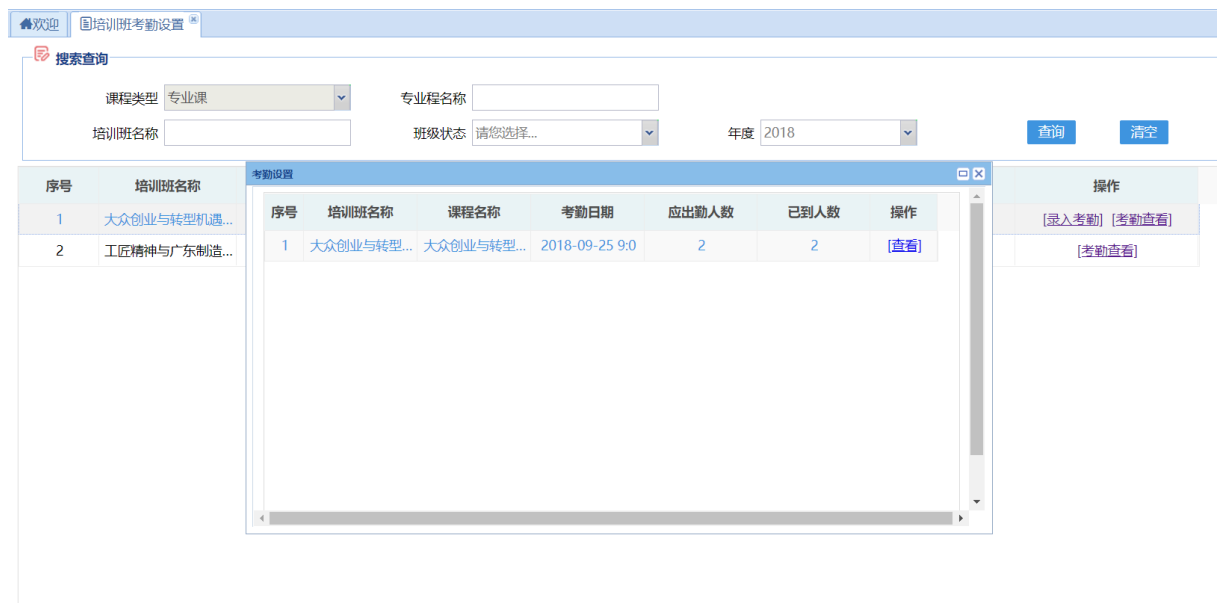 欢迎 培训班考勤设置
搜索查询
课程类型 专业课 专业程名称
培训班名称 班级状态 请您选择... 年度 2018 查询 清空
序号 培训班名称 操作
1 大众创业与转型机遇... [录入考勤] [考勤查看]
2 工匠精神与广东制造... [考勤查看]
考勤设置
序号 培训班名称 课程名称 考勤日期 应出勤人数 已到人数 操作
1 大众创业与转型... 大众创业与转型... 2018-09-25 9:0 2 2 [查看]